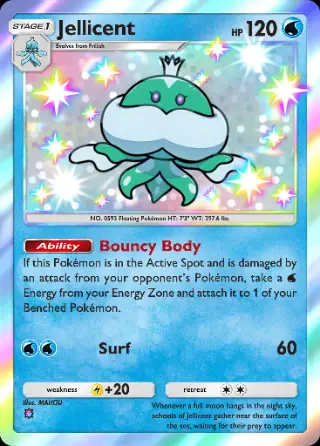 STAGE 1
Jellicent
HP 120
Evolves from Frillish
NO. 0593 Floating Pokémon HT: 7'3" WT: 297.6 lbs.
Ability Bouncy Body
If this Pokémon is in the Active Spot and is damaged by
an attack from your opponent's Pokémon, take a
Energy from your Energy Zone and attach it to 1 of your
Benched Pokémon.
Surf 60
weakness +20 retreat
Illus. MAHOU
Whenever a full moon hangs in the night sky,
schools of Jellicent gather near the surface of
the sea, waiting for their prey to appear.